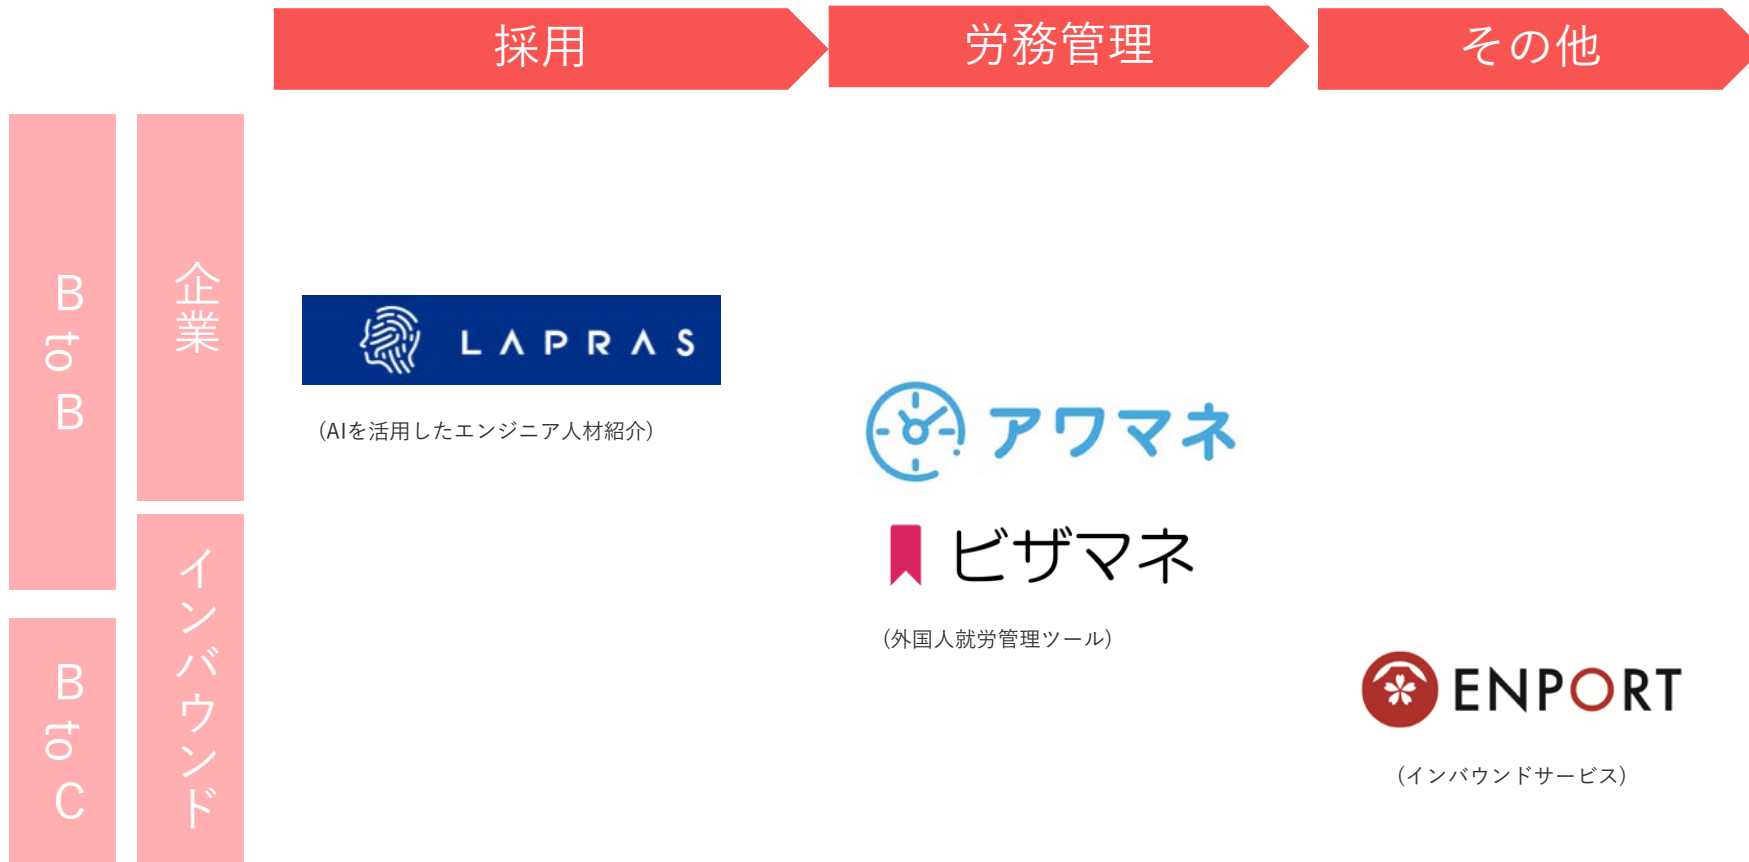 採用
労務管理
その他
B to B
企業
LAPRAS
（AIを活用したエンジニア人材紹介）
アワマネ
ビザマネ
（外国人就労管理ツール）
インバウンド
B to C
ENPORT
（インバウンドサービス）